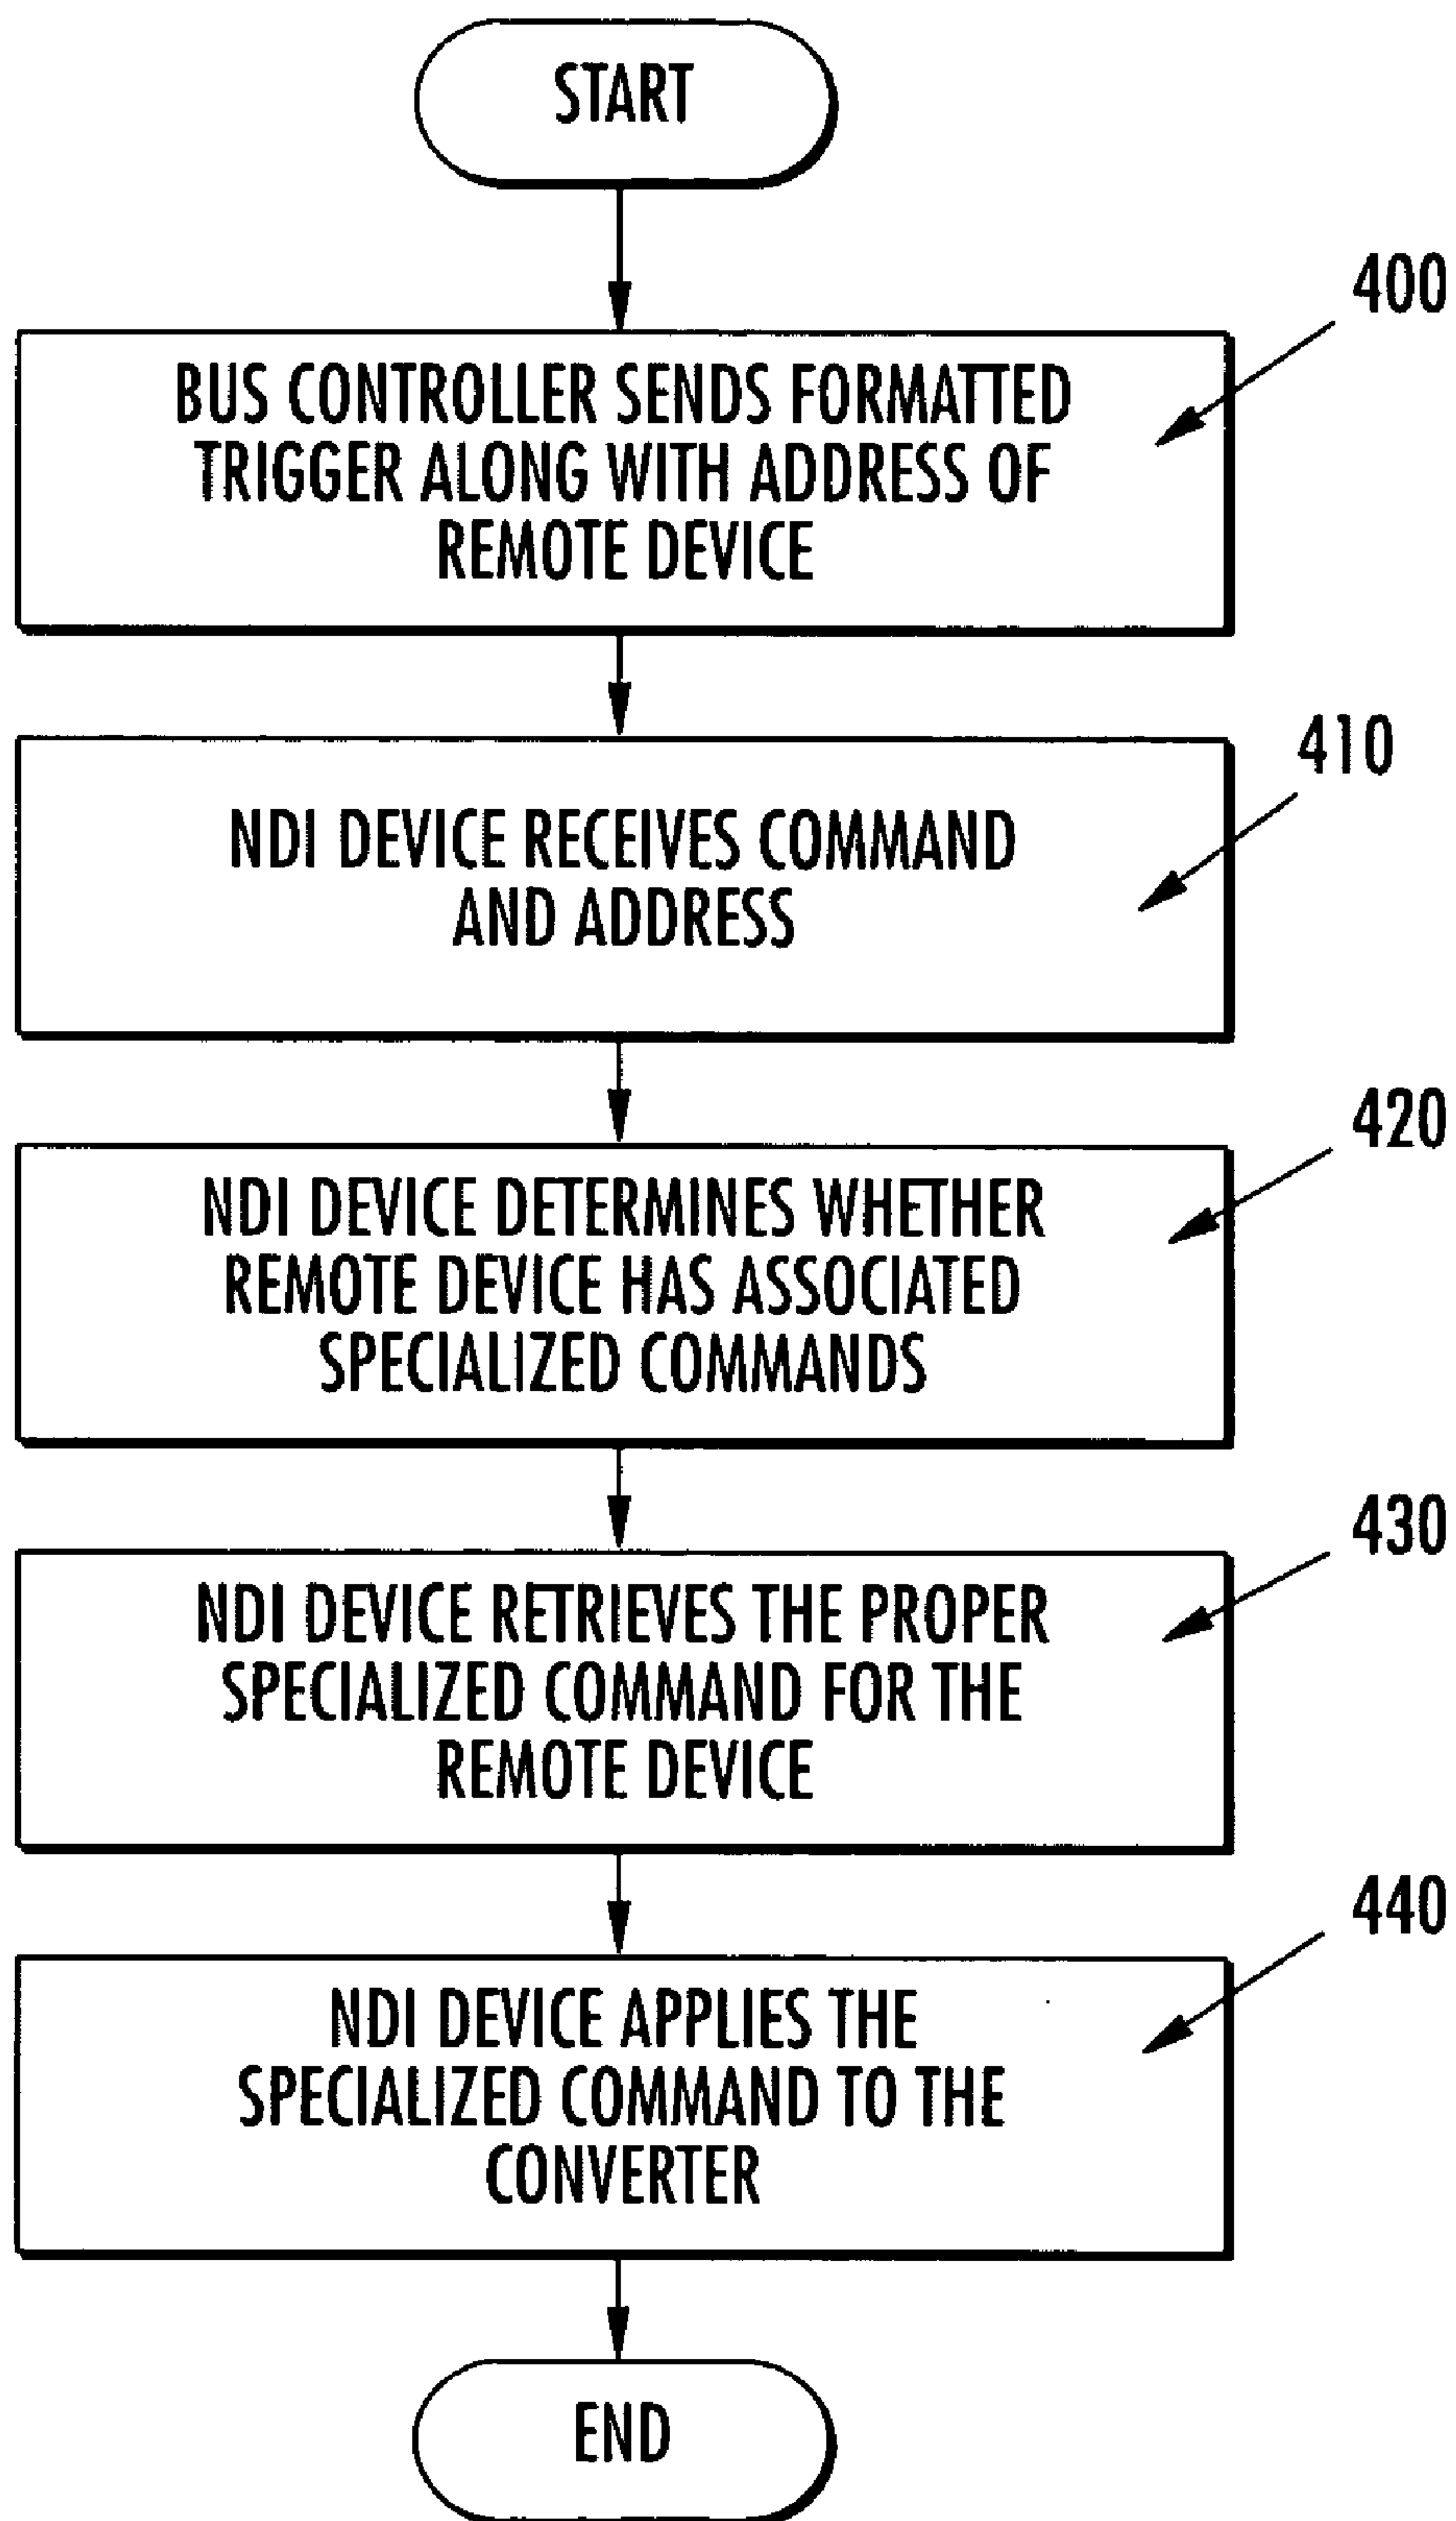 START
400
BUS CONTROLLER SENDS FORMATTED
TRIGGER ALONG WITH ADDRESS OF
REMOTE DEVICE
410
NDI DEVICE RECEIVES COMMAND
AND ADDRESS
420
NDI DEVICE DETERMINES WHETHER
REMOTE DEVICE HAS ASSOCIATED
SPECIALIZED COMMANDS
430
NDI DEVICE RETRIEVES THE PROPER
SPECIALIZED COMMAND FOR THE
REMOTE DEVICE
440
NDI DEVICE APPLIES THE
SPECIALIZED COMMAND TO THE
CONVERTER
END